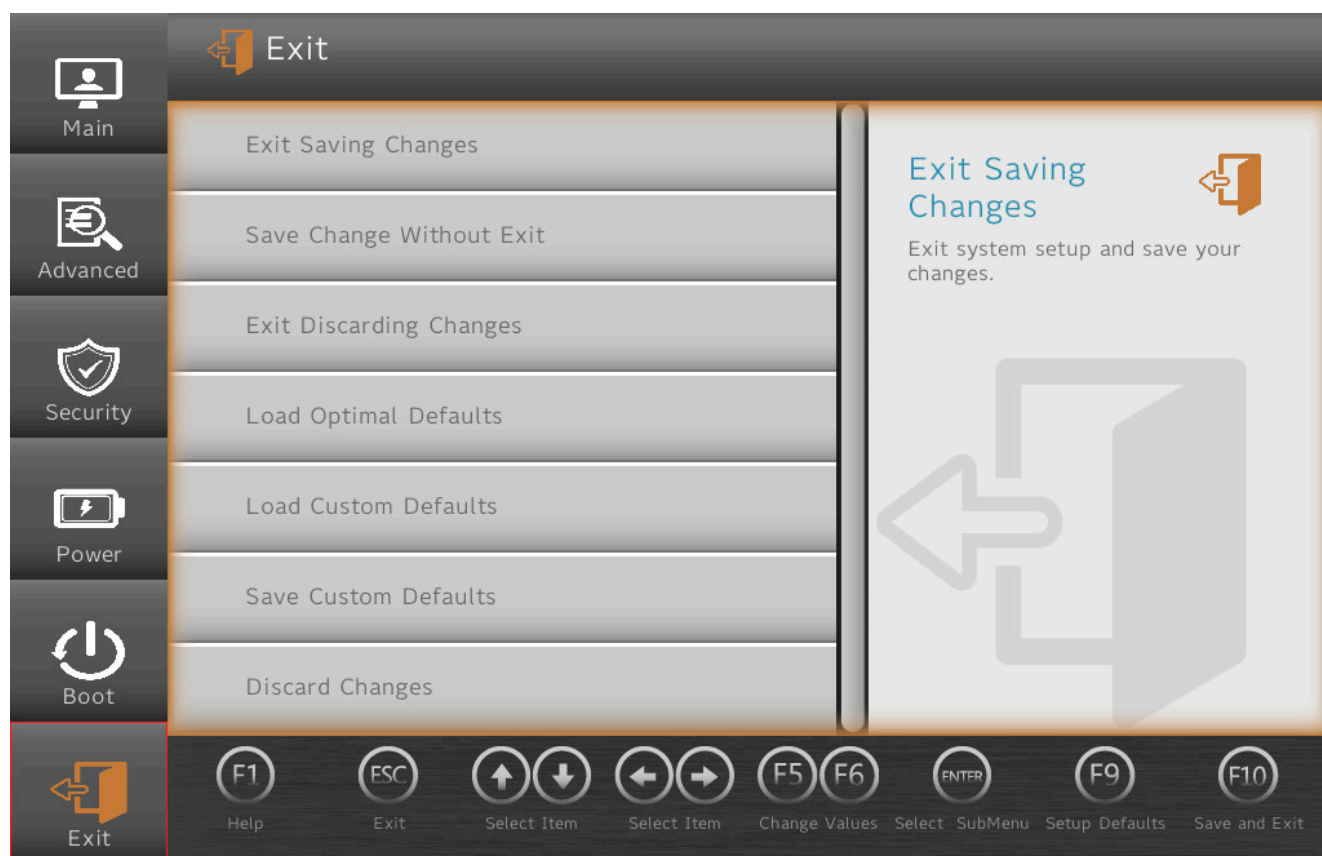 Main
Advanced
Security
Power
Boot
Exit
Exit
Exit Saving Changes
Save Change Without Exit
Exit Discarding Changes
Load Optimal Defaults
Load Custom Defaults
Save Custom Defaults
Discard Changes
Exit Saving
Changes
Exit system setup and save your
changes.
F1 ESC F5 F6 ENTER F9 F10
Help Exit Select Item Select Item Change Values Select SubMenu Setup Defaults Save and Exit